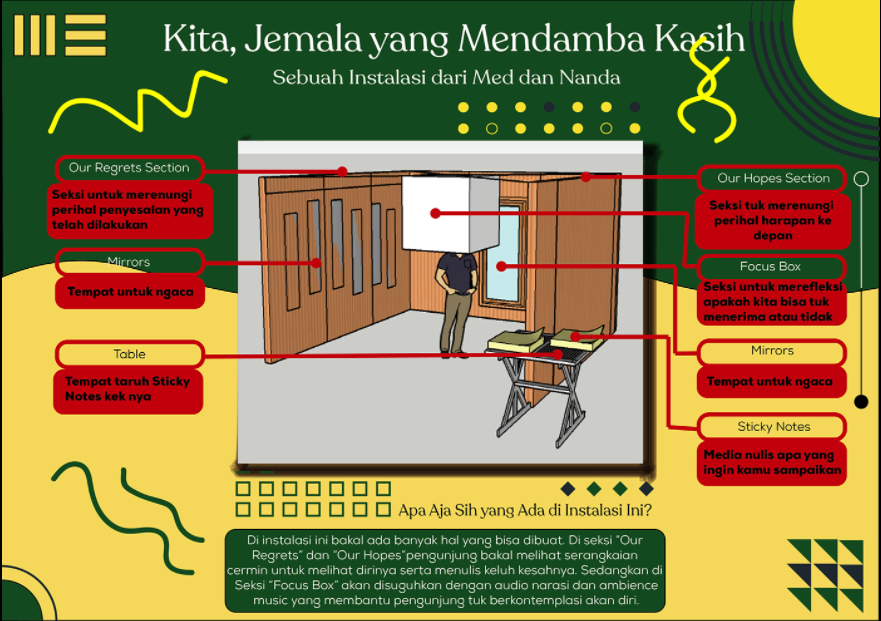 Kita, Jemala yang Mendamba Kasih
Sebuah Instalasi dari Med dan Nanda
Our Regrets Section
Seksi untuk merenungi
perihal penyesalan yang
telah dilakukan
Mirrors
Tempat untuk ngaca
Table
Tempat taruh Sticky
Notes kek nya
Our Hopes Section
Seksi tuk merenungi
perihal harapan ke
depan
Focus Box
Seksi untuk merefleksi
apakah kita bisa tuk
menerima atau tidak
Mirrors
Tempat untuk ngaca
Sticky Notes
Media nulis apa yang
ingin kamu sampaikan
Apa Aja Sih yang Ada di Instalasi Ini?
Di instalasi ini bakal ada banyak hal yang bisa dibuat. Di seksi "Our
Regrets" dan "Our Hopes"pengunjung bakal melihat serangkaian
cermin untuk melihat dirinya serta menulis keluh kesahnya. Sedangkan di
Seksi "Focus Box" akan disuguhkan dengan audio narasi dan ambience
music yang membantu pengunjung tuk berkontemplasi akan diri.